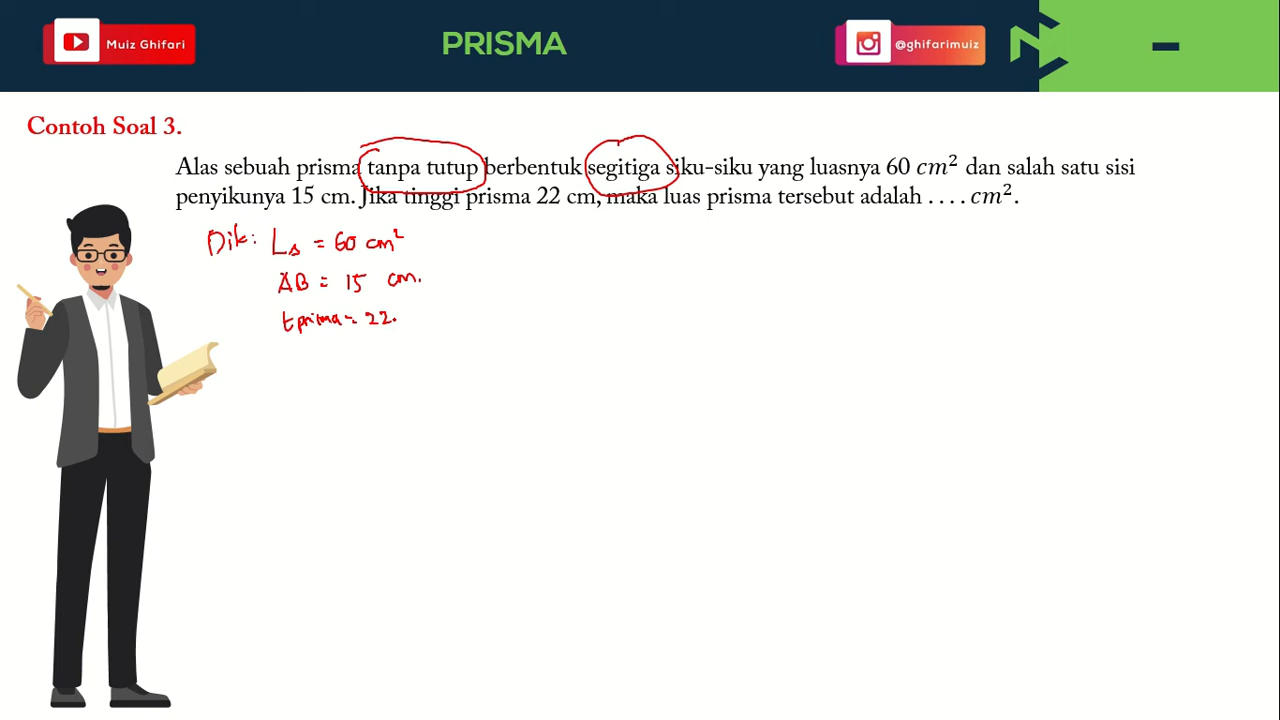 Muiz Ghifari
PRISMA
@ghifarimuiz
Contoh Soal 3.
Alas sebuah prisma tanpa tutup berbentuk segitiga siku-siku yang luasnya 60 cm² dan salah satu sisi
penyikunya 15 cm. Jika tinggi prisma 22 cm, maka luas prisma tersebut adalah .... cm².
Dik: L△ = 60 cm²
AB = 15 cm.
t prisma = 22.